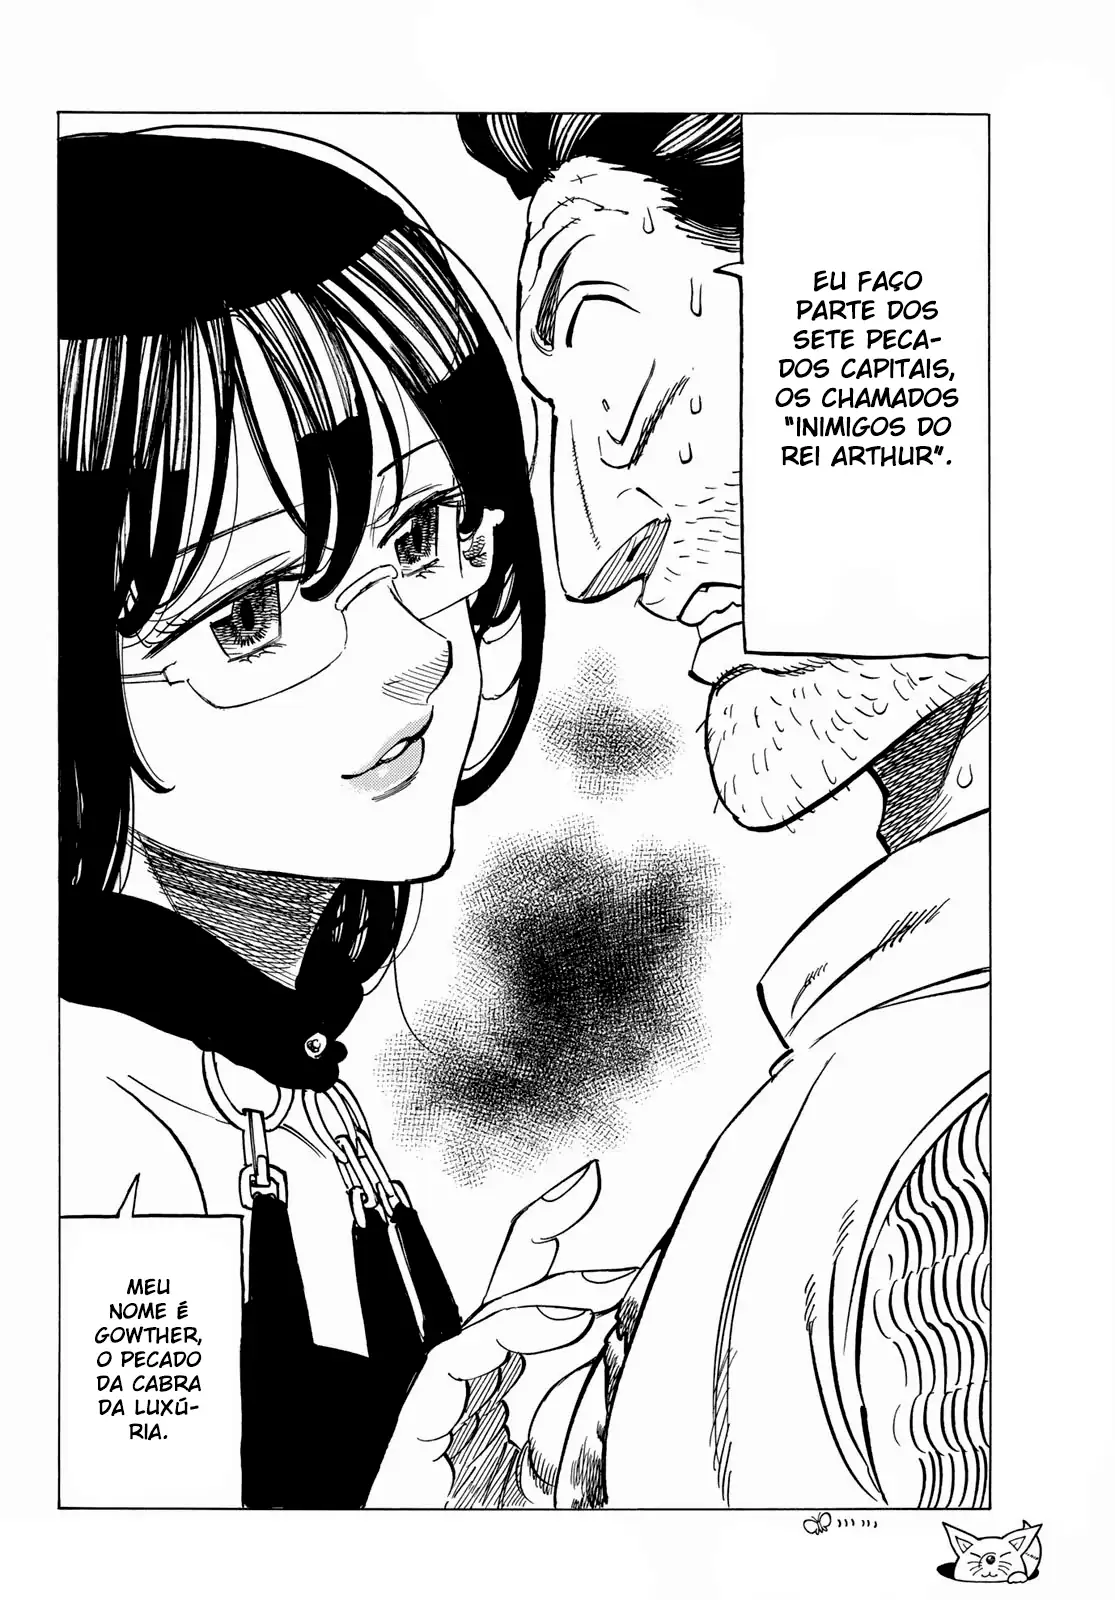 EU FAÇO
PARTE DOS
SETE PECA-
DOS CAPITAIS,
OS CHAMADOS
"INIMIGOS DO
REI ARTHUR".
MEU
NOME É
GOWTHER,
O PECADO
DA CABRA
DA LUXÚ-
RIA.